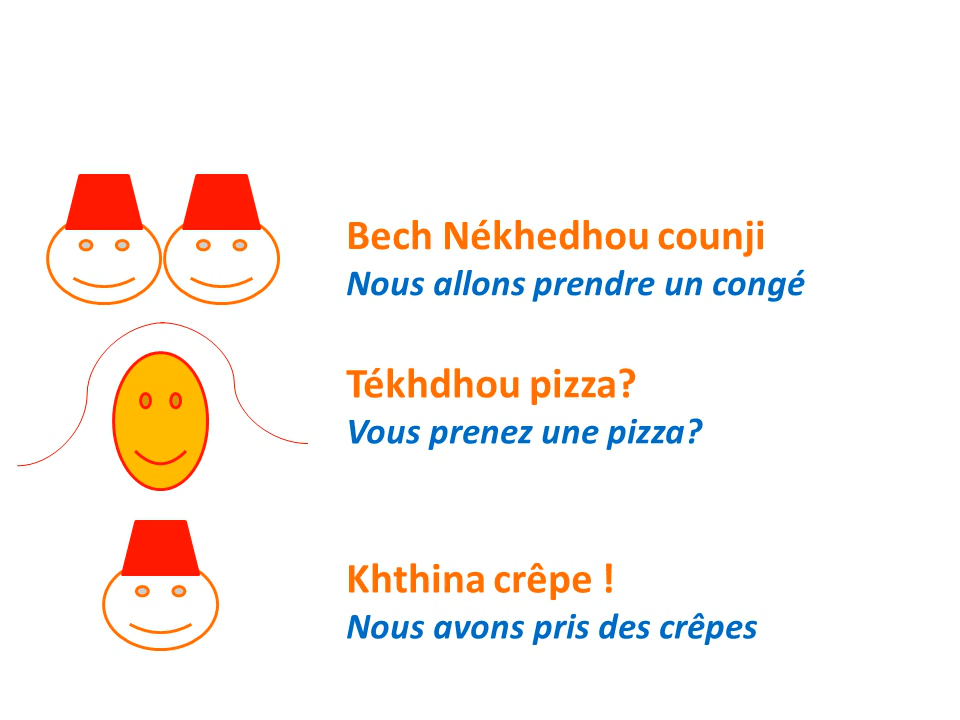 Bech Nékhedhou counji
Nous allons prendre un congé
Tékhdhou pizza?
Vous prenez une pizza?
Khthina crêpe !
Nous avons pris des crêpes